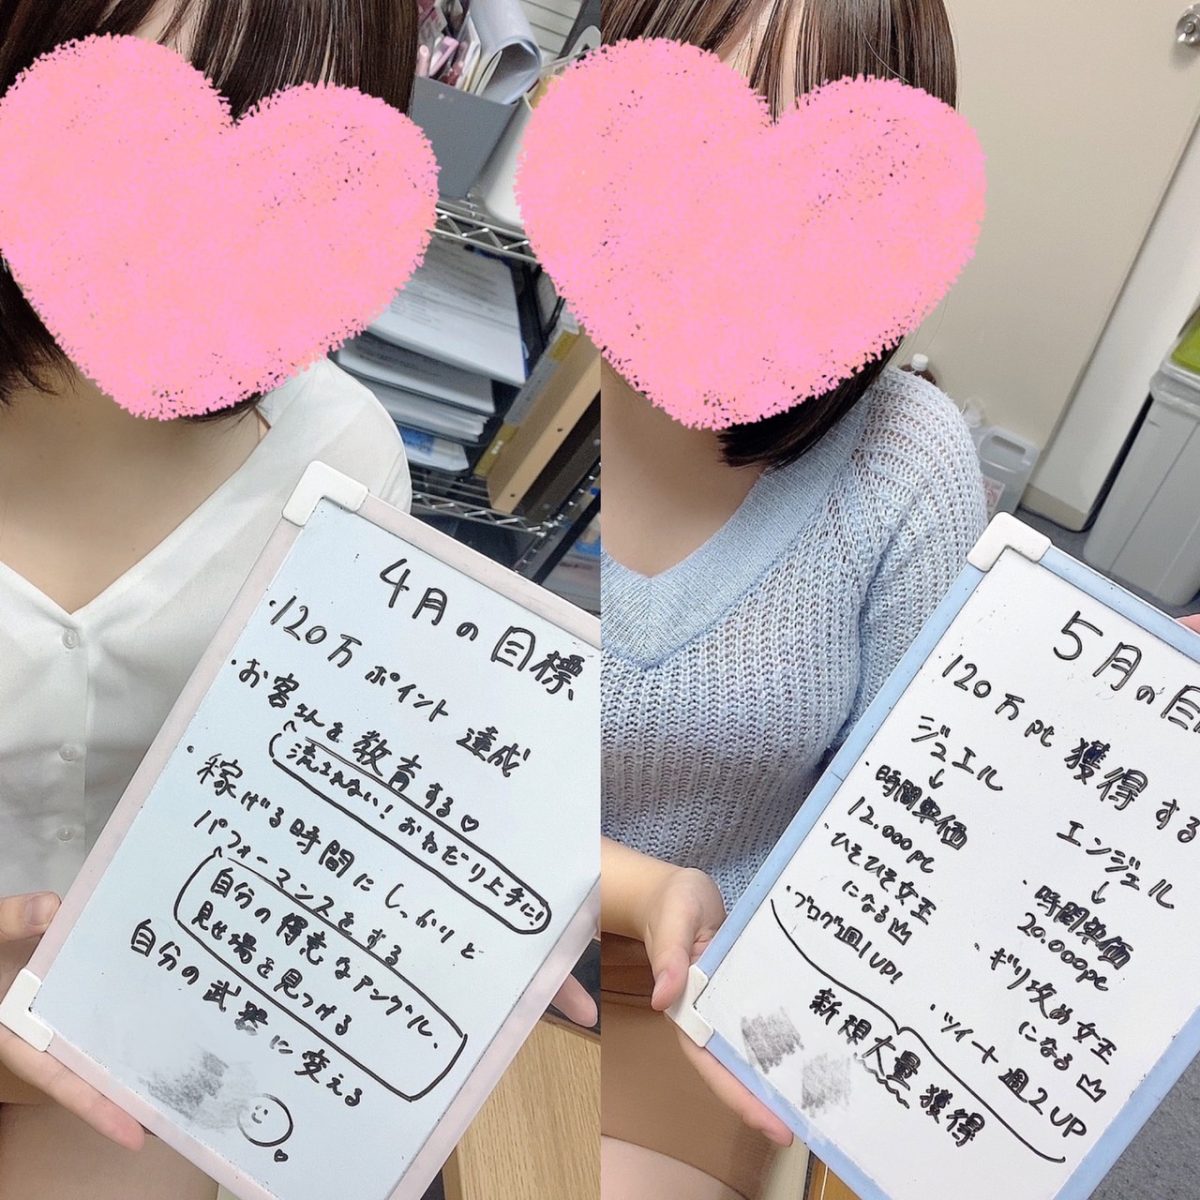 4月の目標
・120万 ポイント 達成
・お客さんを教育する♡
流されない！おねだり上手に！
・稼げる時間にしっかりと
パフォーマンスをする
自分の得意なアングル、
見せ場を見つける
自分の武器に変える
5月の目
・120万pt 獲得する
ジュエル
↓
・時間単価
12.000pt
・ひそひそ女王
になる
・ブログ週1UP!
エンジェル
↓
・時間単価
20.000pt
・ギリ攻め女王
になる
・ツイート週2UP
新規大量獲得